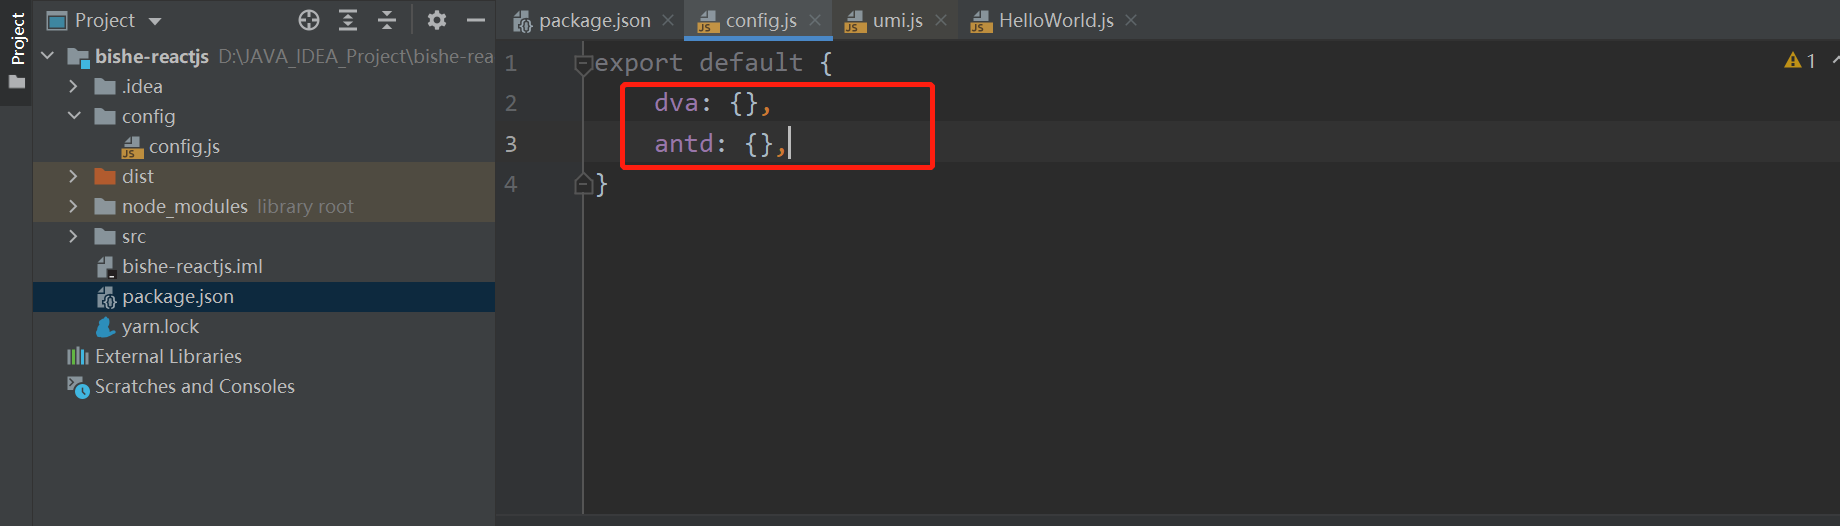 Project
Project
bishe-reactjs D:\JAVA_IDEA_Project\bishe-rea
.idea
config
config.js
dist
node_modules library root
src
bishe-reactjs.iml
package.json
yarn.lock
External Libraries
Scratches and Consoles
package.json
config.js
umi.js
HelloWorld.js
1 export default {
2 dva: {},
3 antd: {},
4 }
1